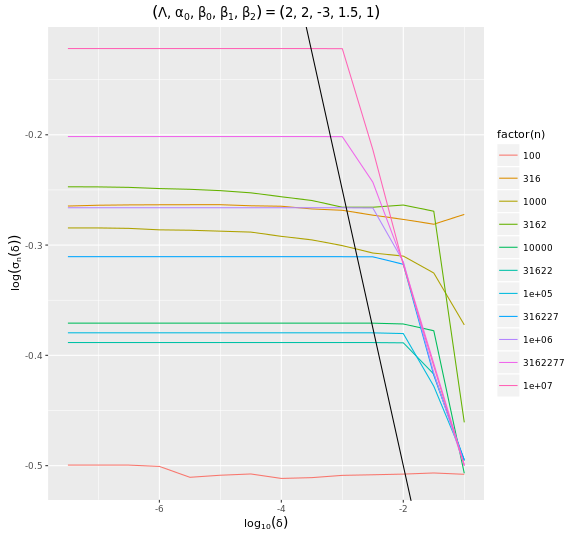 (Λ, α₀, β₀, β₁, β₂) = (2, 2, -3, 1.5, 1)
log(σₙ(δ))
-0.2
-0.3
-0.4
-0.5
-6
-4
-2
log₁₀(δ)
factor(n)
100
316
1000
3162
10000
31622
1e+05
316227
1e+06
3162277
1e+07